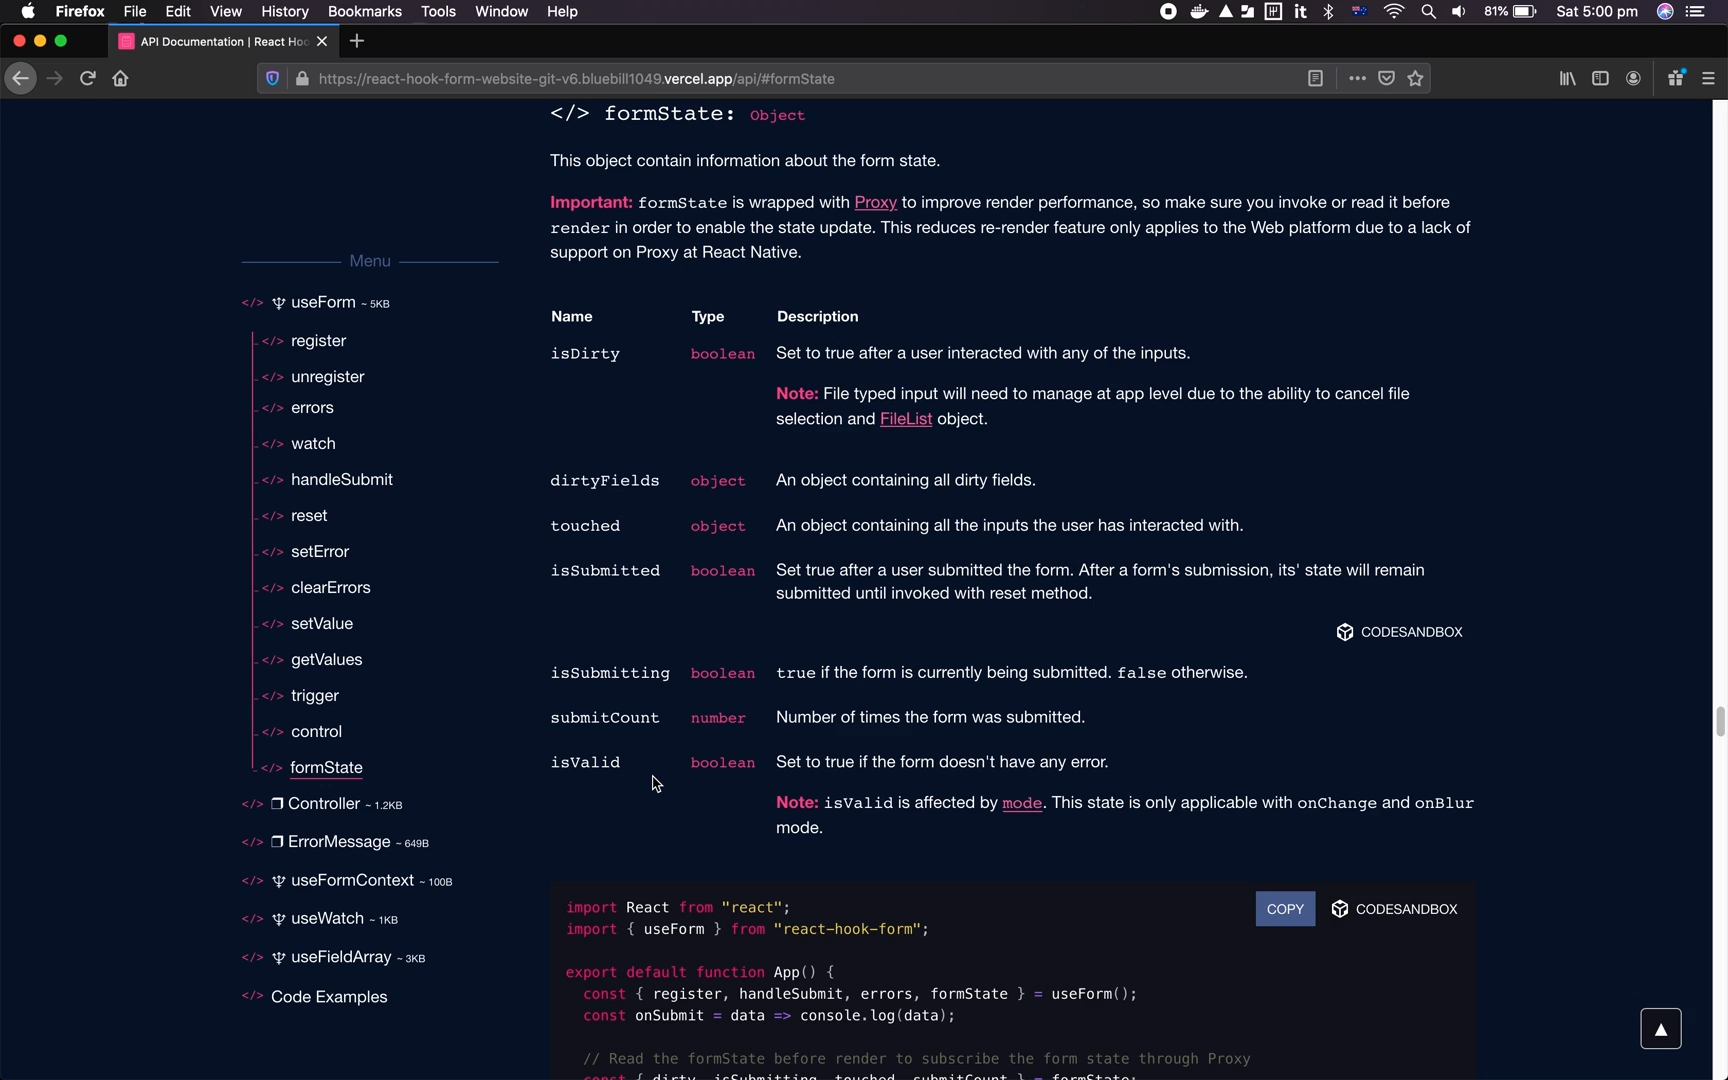 Firefox File Edit View History Bookmarks Tools Window Help
it 81% Sat 5:00 pm
API Documentation | React Hoo
https://react-hook-form-website-git-v6.bluebill1049.vercel.app/api/#formState
</> formState: Object
This object contain information about the form state.
Important: formState is wrapped with Proxy to improve render performance, so make sure you invoke or read it before
render in order to enable the state update. This reduces re-render feature only applies to the Web platform due to a lack of
support on Proxy at React Native.
Menu
</> useForm ~ 5KB
</> register
</> unregister
</> errors
</> watch
</> handleSubmit
</> reset
</> setError
</> clearErrors
</> setValue
</> getValues
</> trigger
</> control
</> formState
</> Controller ~ 1.2KB
</> ErrorMessage ~ 649B
</> useFormContext ~ 100B
</> useWatch ~ 1KB
</> useFieldArray ~ 3KB
</> Code Examples
Name Type Description
isDirty boolean Set to true after a user interacted with any of the inputs.
Note: File typed input will need to manage at app level due to the ability to cancel file
selection and FileList object.
dirtyFields object An object containing all dirty fields.
touched object An object containing all the inputs the user has interacted with.
isSubmitted boolean Set true after a user submitted the form. After a form's submission, its' state will remain
submitted until invoked with reset method.
CODESANDBOX
isSubmitting boolean true if the form is currently being submitted. false otherwise.
submitCount number Number of times the form was submitted.
isValid boolean Set to true if the form doesn't have any error.
Note: isValid is affected by mode. This state is only applicable with onChange and onBlur
mode.
COPY CODESANDBOX
import React from "react";
import { useForm } from "react-hook-form";
export default function App() {
const { register, handleSubmit, errors, formState } = useForm();
const onSubmit = data => console.log(data);
// Read the formState before render to subscribe the form state through Proxy
const { dirty, isSubmitting, touched, submitCount } = formState;